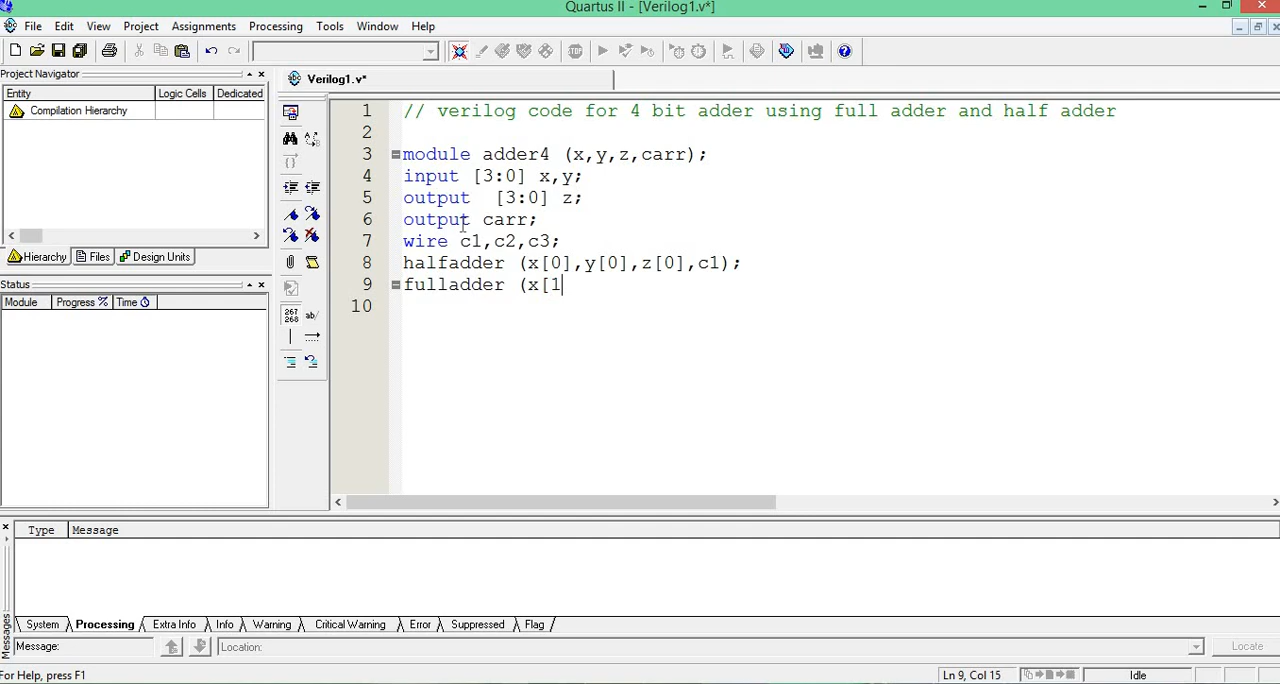 Quartus II - [Verilog1.v*]
File Edit View Project Assignments Processing Tools Window Help
Project Navigator
Verilog1.v*
Entity Logic Cells Dedicated
Compilation Hierarchy
Hierarchy Files Design Units
Status
Module Progress % Time
267
268
ab/
1 // verilog code for 4 bit adder using full adder and half adder
2
3 module adder4 (x,y,z,carr);
4 input [3:0] x,y;
5 output  [3:0] z;
6 output carr;
7 wire c1,c2,c3;
8 halfadder (x[0],y[0],z[0],c1);
9 fulladder (x[1
10
Type Message
System Processing Extra Info Info Warning Critical Warning Error Suppressed Flag
Messages
Message: Location: Locate
For Help, press F1 Ln 9, Col 15 Idle